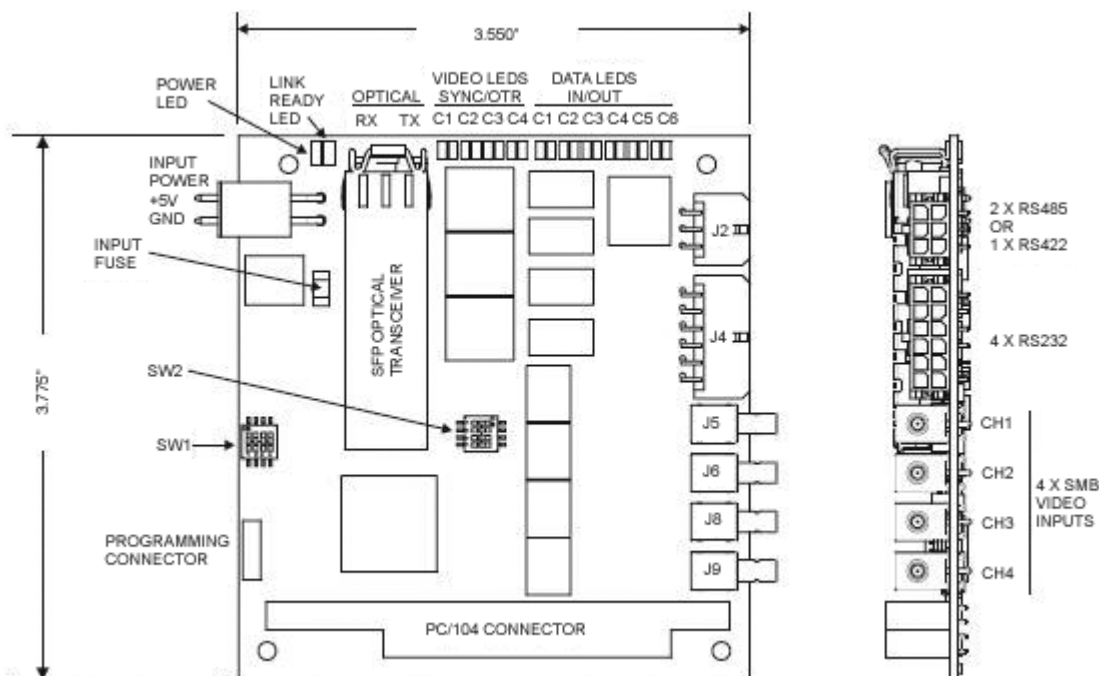 3.550"
POWER
LED
LINK
READY
LED
OPTICAL
RX TX
VIDEO LEDS
SYNC/OTR
C1 C2 C3 C4
DATA LEDS
IN/OUT
C1 C2 C3 C4 C5 C6
INPUT
POWER
+5V
GND
INPUT
FUSE
3.775"
SFP OPTICAL
TRANSCEIVER
J2
J4
SW2
SW1
J5
J6
J8
J9
PROGRAMMING
CONNECTOR
PC/104 CONNECTOR
2 X RS485
OR
1 X RS422
4 X RS232
CH1
CH2
CH3
CH4
4 X SMB
VIDEO
INPUTS